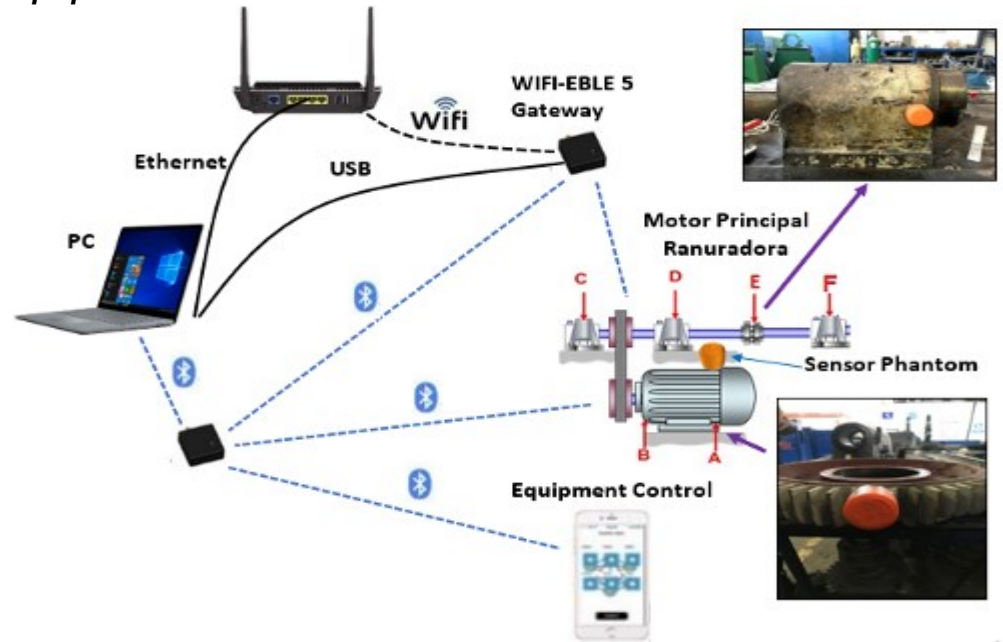 WIFI-EBLE 5
Gateway
Wifi
Ethernet
USB
PC
Motor Principal
Ranuradora
C
D
E
F
Sensor Phantom
B
A
Equipment Control